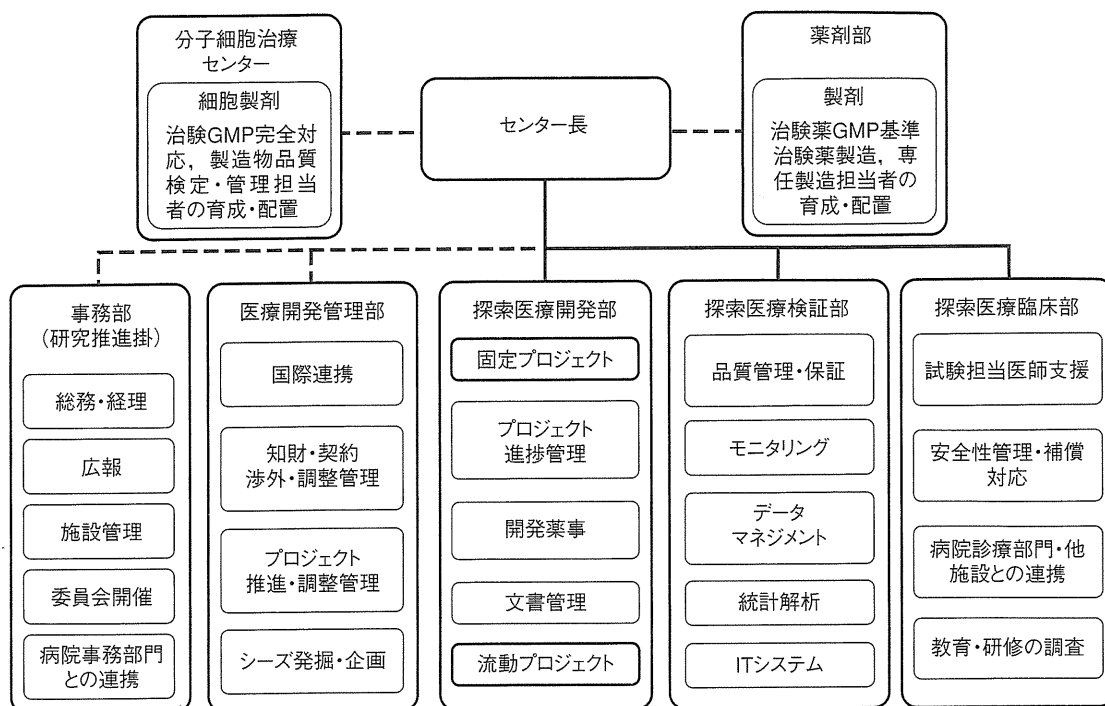 分子細胞治療
センター
細胞製剤
治験GMP完全対
応，製造物品質
検定・管理担当
者の育成・配置
センター長
薬剤部
製剤
治験薬GMP基準
治験薬製造，専
任製造担当者の
育成・配置
事務部
(研究推進掛)
総務・経理
広報
施設管理
委員会開催
病院事務部門
との連携
医療開発管理部
国際連携
知財・契約
渉外・調整管理
プロジェクト
推進・調整管理
シーズ発掘・企画
探索医療開発部
固定プロジェクト
プロジェクト
進捗管理
開発薬事
文書管理
流動プロジェクト
探索医療検証部
品質管理・保証
モニタリング
データ
マネジメント
統計解析
ITシステム
探索医療臨床部
試験担当医師支援
安全性管理・補償
対応
病院診療部門・他
施設との連携
教育・研修の調査